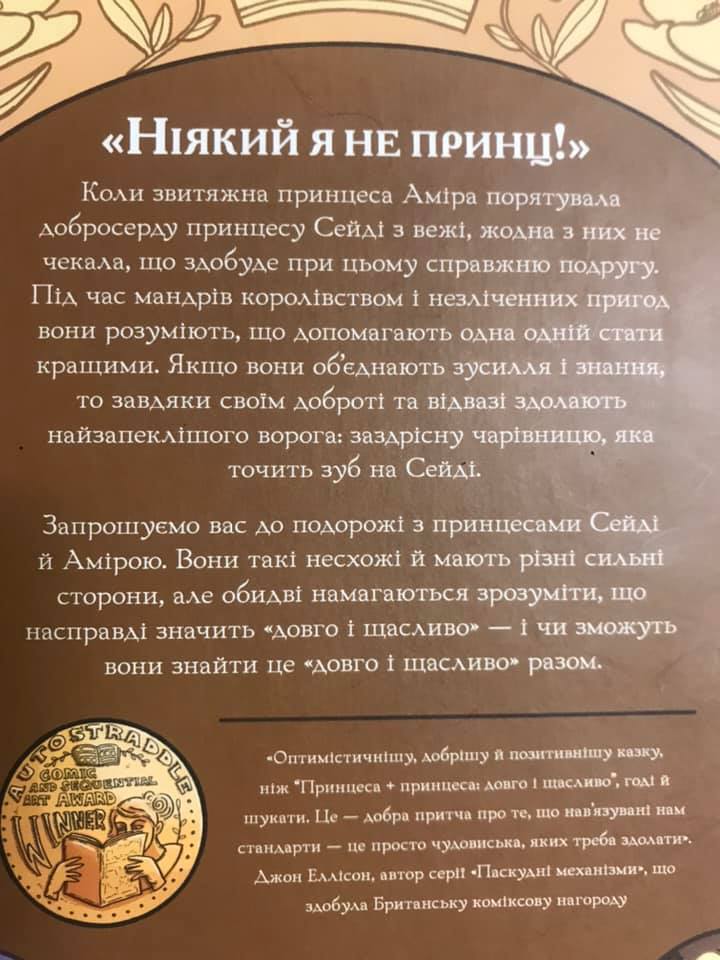 «Ніякий я не принц!»
Коли звитяжна принцеса Аміра порятувала
добросерду принцесу Сейді з вежі, жодна з них не
чекала, що здобуде при цьому справжню подругу.
Під час мандрів королівством і незліченних пригод
вони розуміють, що допомагають одна одній стати
кращими. Якщо вони об'єднають зусилля і знання,
то завдяки своїм доброті та відвазі здолають
найзапеклішого ворога: заздрісну чарівницю, яка
точить зуб на Сейді.
Запрошуємо вас до подорожі з принцесами Сейді
й Амірою. Вони такі несхожі й мають різні сильні
сторони, але обидві намагаються зрозуміти, що
насправді значить «довго і щасливо» — і чи зможуть
вони знайти це «довго і щасливо» разом.
AUTOSTRADDLE
COMIC
AND SEQUENTIAL
ART AWARD
WINNER
«Оптимістичнішу, добрішу й позитивнішу казку,
ніж "Принцеса + принцеса: довго і щасливо", годі й
шукати. Це — добра притча про те, що нав'язувані нам
стандарти — це просто чудовиська, яких треба здолати».
Джон Еллісон, автор серії «Паскудні механізми», що
здобула Британську коміксову нагороду